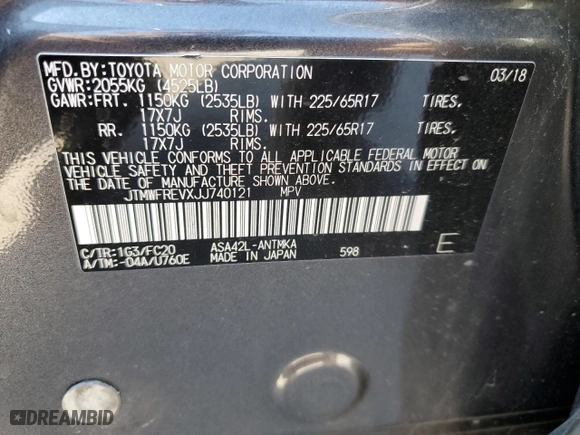 MFD.BY:TOYOTA MOTOR CORPORATION 03/18
GVWR:2055KG (4525LB)
GAWR:FRT. 1150KG (2535LB) WITH 225/65R17 TIRES,
17X7J RIMS.
RR. 1150KG (2535LB) WITH 225/65R17 TIRES,
17X7J RIMS.
THIS VEHICLE CONFORMS TO ALL APPLICABLE FEDERAL MOTOR
VEHICLE SAFETY AND THEFT PREVENTION STANDARDS IN EFFECT ON
THE DATE OF MANUFACTURE SHOWN ABOVE.
JTMWFREVXJJ740121 MPV
C/TR:1G3/FC20 ASA42L-ANTMKA
A/TM:-04A/U760E MADE IN JAPAN 598 E
DREAMBID